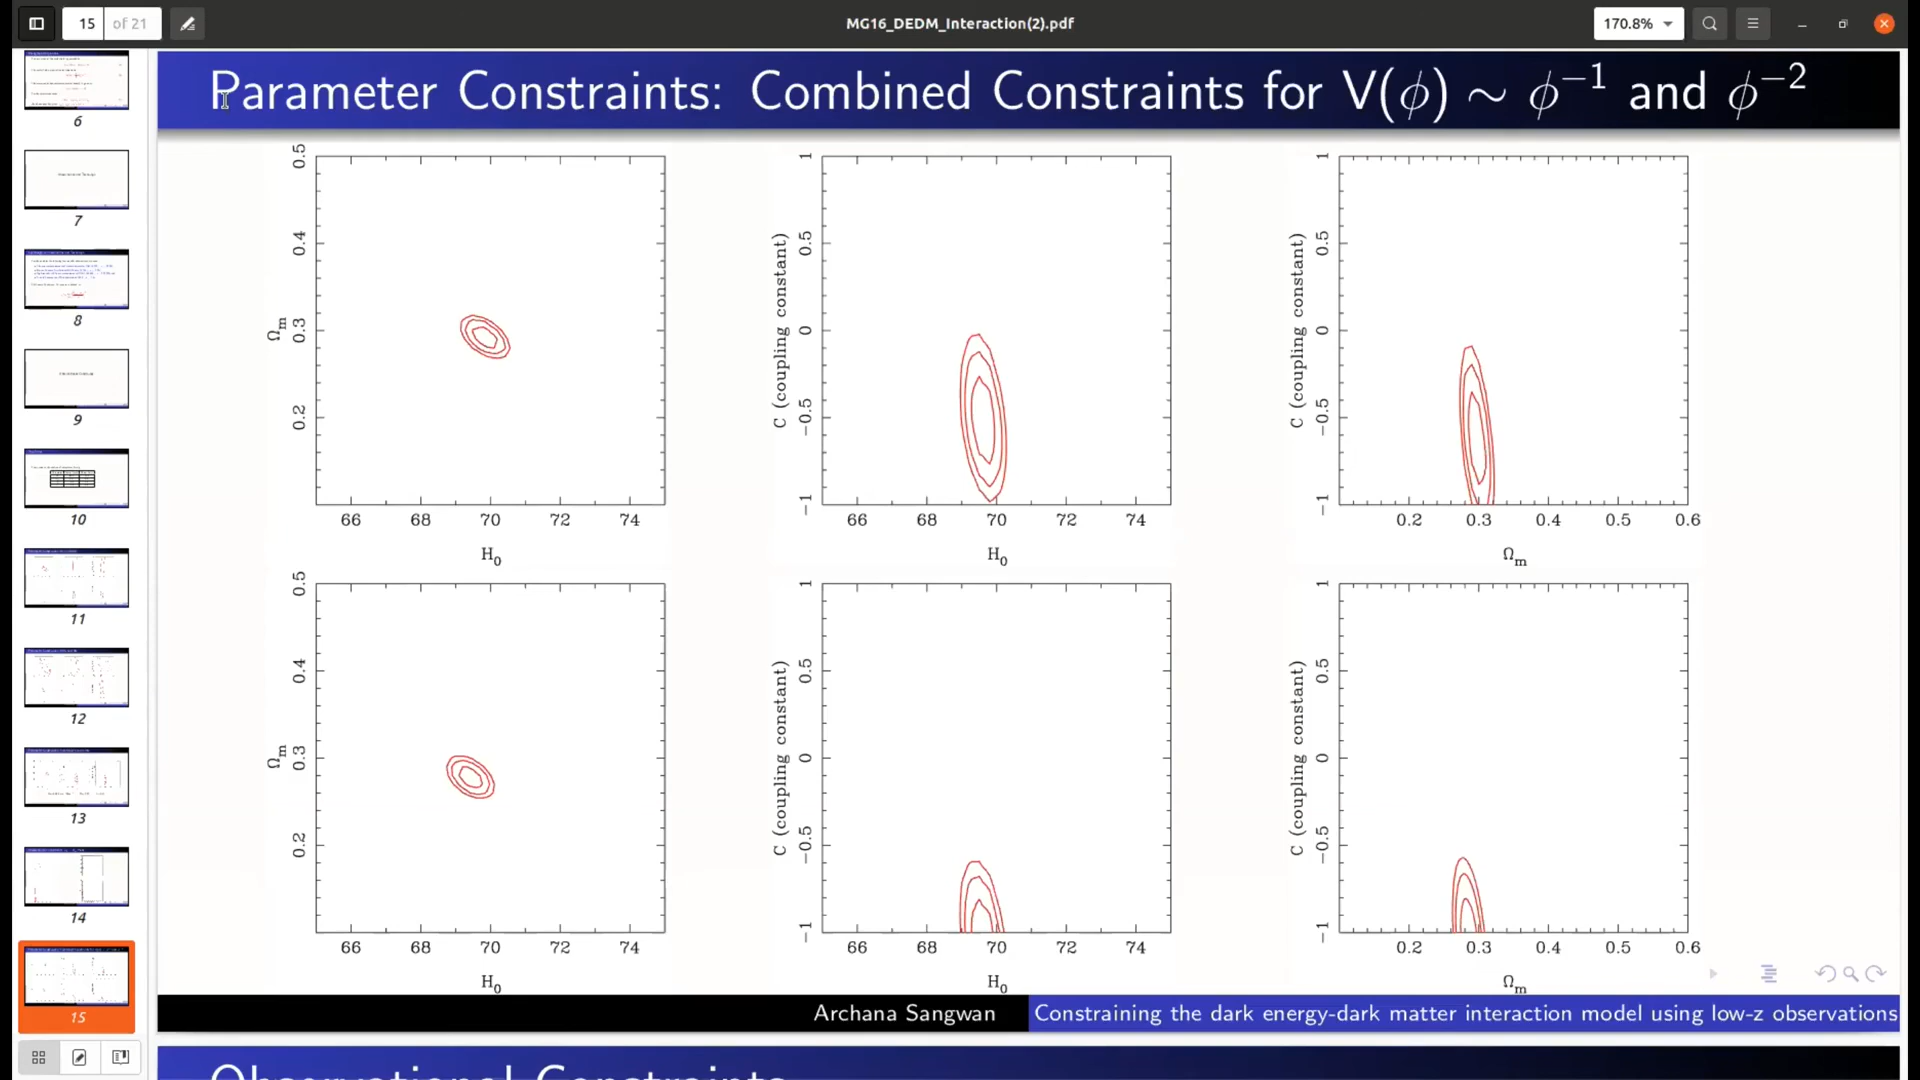 15 of 21
MG16_DEDM_Interaction(2).pdf
170.8%
Parameter Constraints: Combined Constraints for V(ϕ) ∼ ϕ⁻¹ and ϕ⁻²
6
7
8
9
10
11
12
13
14
15
0.5
0.4
0.3
0.2
Ωm
66 68 70 72 74
H0
1
0.5
0
−0.5
−1
C (coupling constant)
66 68 70 72 74
H0
1
0.5
0
−0.5
−1
C (coupling constant)
0.2 0.3 0.4 0.5 0.6
Ωm
0.5
0.4
0.3
0.2
Ωm
66 68 70 72 74
H0
1
0.5
0
−0.5
−1
C (coupling constant)
66 68 70 72 74
H0
1
0.5
0
−0.5
−1
C (coupling constant)
0.2 0.3 0.4 0.5 0.6
Ωm
Archana Sangwan
Constraining the dark energy-dark matter interaction model using low-z observations
Observational Constraints